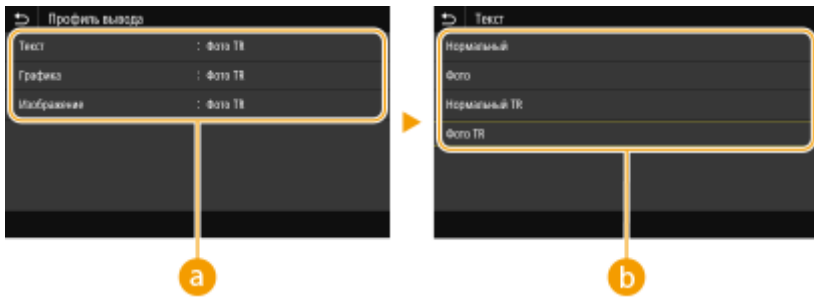 Профиль вывода
Текст : Фото TR
Графика : Фото TR
Изображение : Фото TR
a
Текст
Нормальный
Фото
Нормальный TR
Фото TR
b